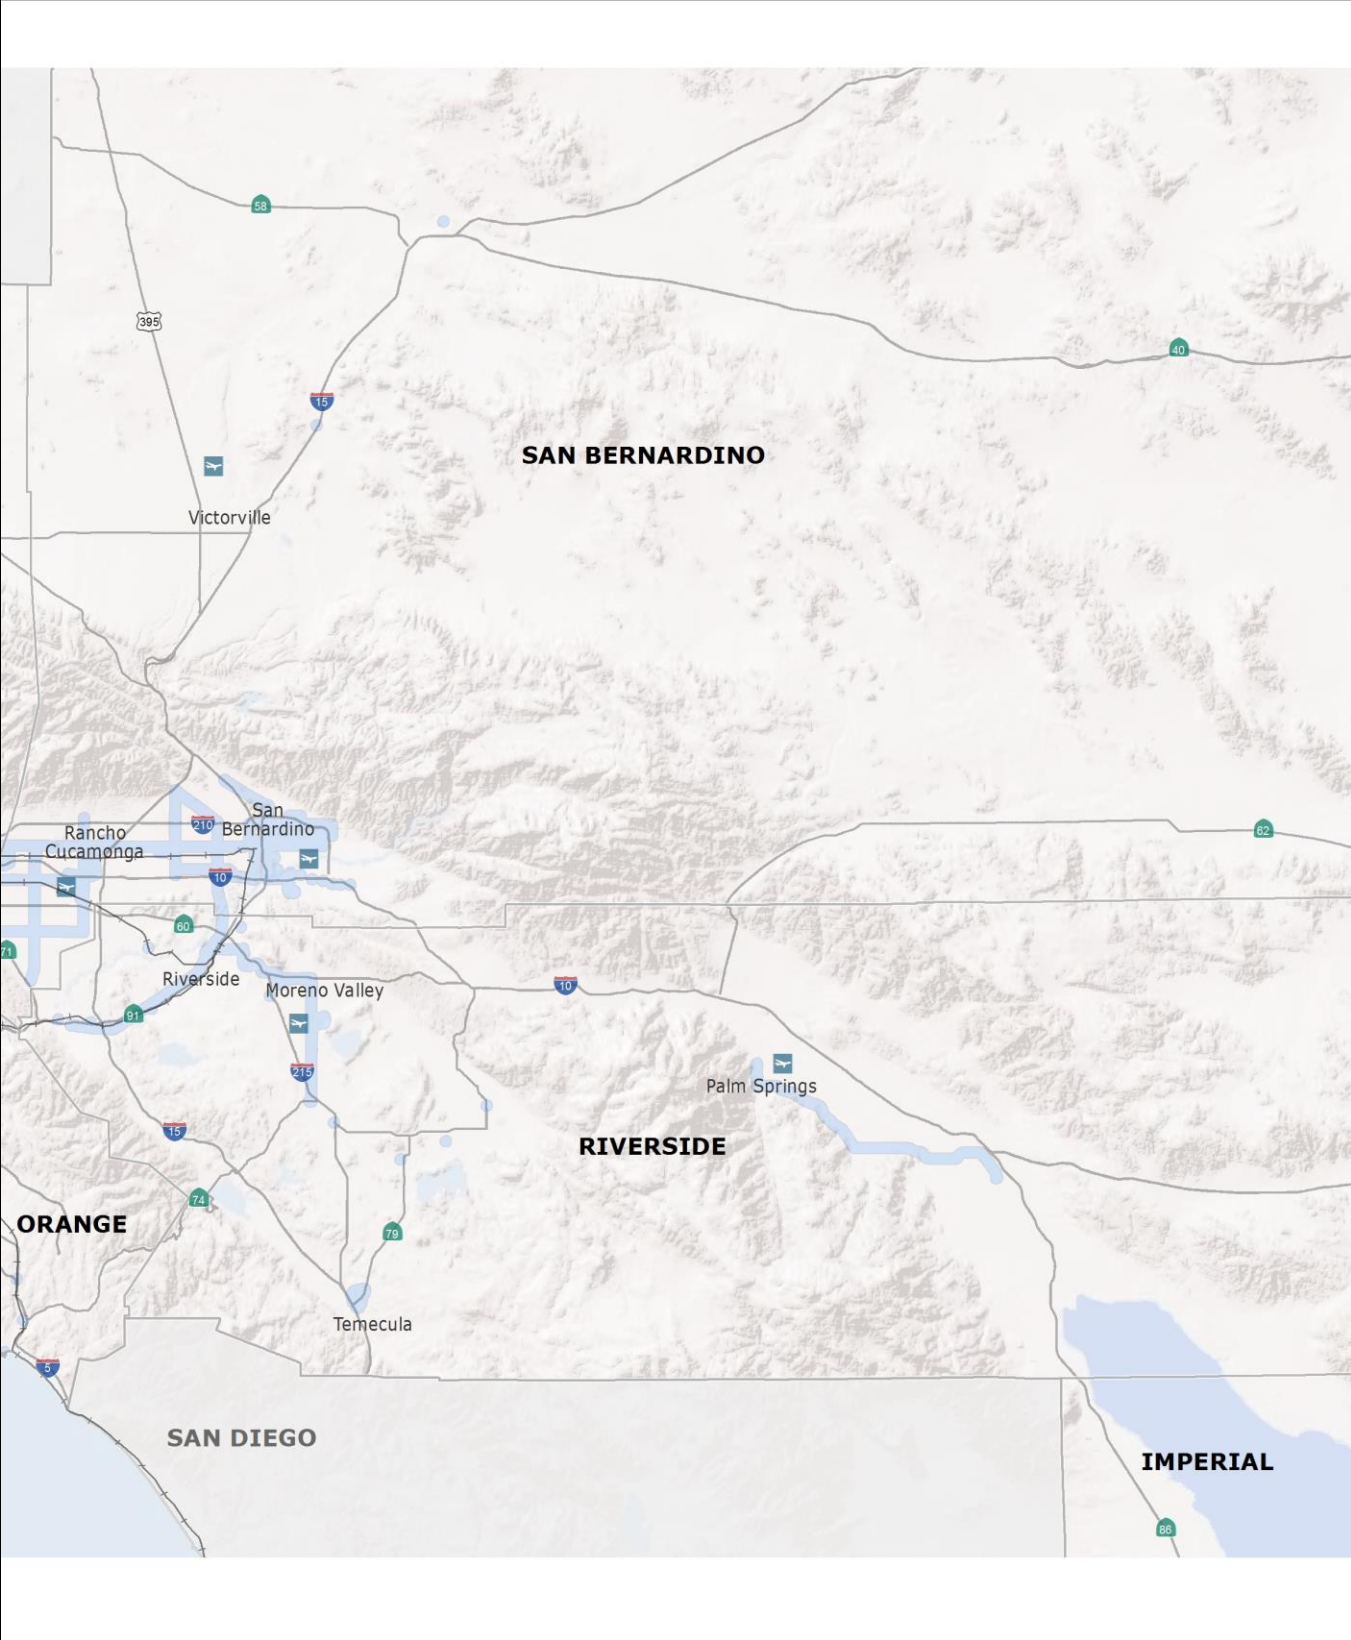 58
395
40
15
SAN BERNARDINO
Victorville
San
Bernardino
210
Rancho
Cucamonga
62
10
60
71
Riverside
Moreno Valley
10
91
215
Palm Springs
15
RIVERSIDE
74
ORANGE
79
Temecula
5
SAN DIEGO
IMPERIAL
86